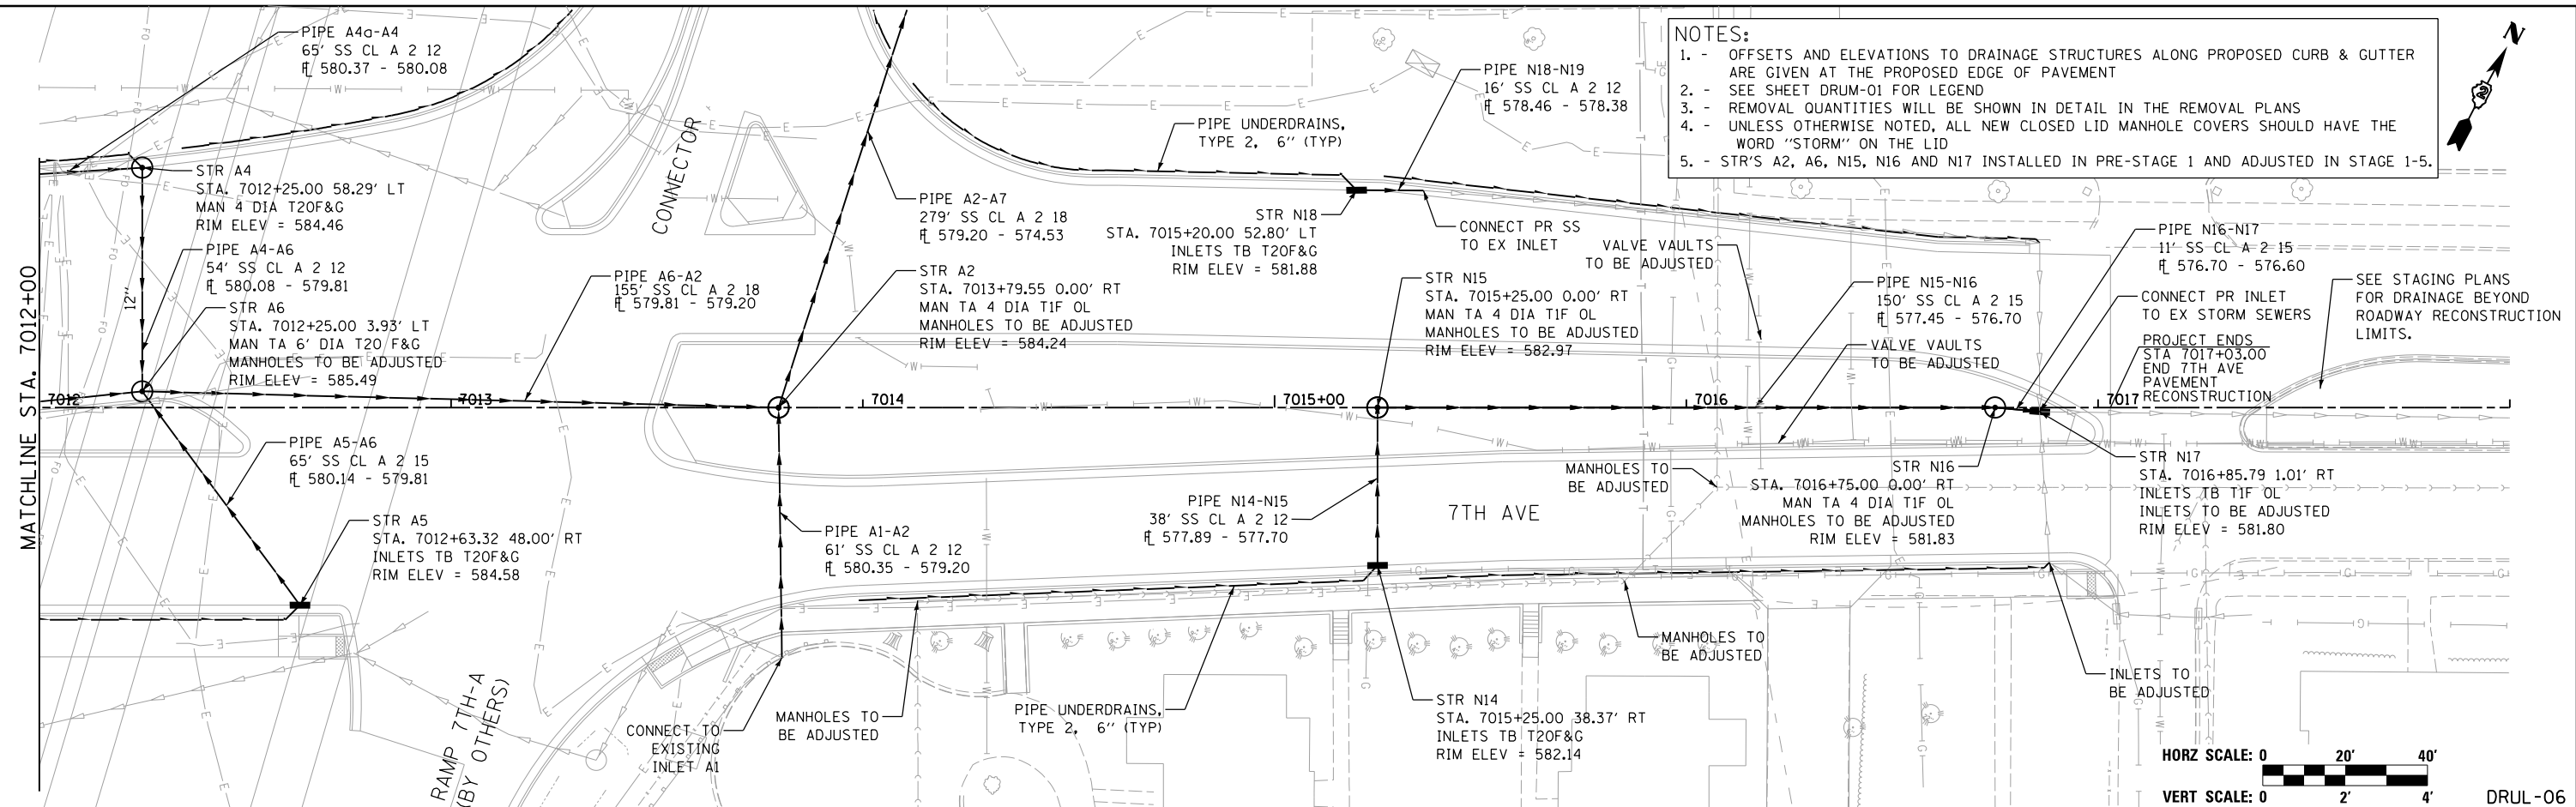 PIPE A4a-A4
65' SS CL A 2 12
FL 580.37 - 580.08
NOTES:
1. - OFFSETS AND ELEVATIONS TO DRAINAGE STRUCTURES ALONG PROPOSED CURB & GUTTER
ARE GIVEN AT THE PROPOSED EDGE OF PAVEMENT
2. - SEE SHEET DRUM-01 FOR LEGEND
3. - REMOVAL QUANTITIES WILL BE SHOWN IN DETAIL IN THE REMOVAL PLANS
4. - UNLESS OTHERWISE NOTED, ALL NEW CLOSED LID MANHOLE COVERS SHOULD HAVE THE
WORD "STORM" ON THE LID
5. - STR'S A2, A6, N15, N16 AND N17 INSTALLED IN PRE-STAGE 1 AND ADJUSTED IN STAGE 1-5.
N
2
PIPE N18-N19
16' SS CL A 2 12
FL 578.46 - 578.38
PIPE UNDERDRAINS,
TYPE 2, 6" (TYP)
CONNECTOR
STR A4
STA. 7012+25.00 58.29' LT
MAN 4 DIA T20F&G
RIM ELEV = 584.46
PIPE A2-A7
279' SS CL A 2 18
FL 579.20 - 574.53
STR N18
STA. 7015+20.00 52.80' LT
INLETS TB T20F&G
RIM ELEV = 581.88
CONNECT PR SS
TO EX INLET
VALVE VAULTS
TO BE ADJUSTED
PIPE N16-N17
11' SS CL A 2 15
FL 576.70 - 576.60
PIPE A4-A6
54' SS CL A 2 12
FL 580.08 - 579.81
12"
PIPE A6-A2
155' SS CL A 2 18
FL 579.81 - 579.20
STR A2
STA. 7013+79.55 0.00' RT
MAN TA 4 DIA T1F OL
MANHOLES TO BE ADJUSTED
RIM ELEV = 584.24
STR N15
STA. 7015+25.00 0.00' RT
MAN TA 4 DIA T1F OL
MANHOLES TO BE ADJUSTED
RIM ELEV = 582.97
PIPE N15-N16
150' SS CL A 2 15
FL 577.45 - 576.70
CONNECT PR INLET
TO EX STORM SEWERS
SEE STAGING PLANS
FOR DRAINAGE BEYOND
ROADWAY RECONSTRUCTION
LIMITS.
STR A6
STA. 7012+25.00 3.93' LT
MAN TA 6' DIA T20 F&G
MANHOLES TO BE ADJUSTED
RIM ELEV = 585.49
VALVE VAULTS
TO BE ADJUSTED
PROJECT ENDS
STA 7017+03.00
END 7TH AVE
PAVEMENT
RECONSTRUCTION
MATCHLINE STA. 7012+00
7012
7013
7014
7015+00
7016
7017
PIPE A5-A6
65' SS CL A 2 15
FL 580.14 - 579.81
STR A5
STA. 7012+63.32 48.00' RT
INLETS TB T20F&G
RIM ELEV = 584.58
PIPE A1-A2
61' SS CL A 2 12
FL 580.35 - 579.20
PIPE N14-N15
38' SS CL A 2 12
FL 577.89 - 577.70
7TH AVE
MANHOLES TO
BE ADJUSTED
STR N16
STA. 7016+75.00 0.00' RT
MAN TA 4 DIA T1F OL
MANHOLES TO BE ADJUSTED
RIM ELEV = 581.83
STR N17
STA. 7016+85.79 1.01' RT
INLETS TB T1F OL
INLETS TO BE ADJUSTED
RIM ELEV = 581.80
RAMP 7TH-A
(BY OTHERS)
CONNECT TO
EXISTING
INLET A1
MANHOLES TO
BE ADJUSTED
PIPE UNDERDRAINS,
TYPE 2, 6" (TYP)
STR N14
STA. 7015+25.00 38.37' RT
INLETS TB T20F&G
RIM ELEV = 582.14
MANHOLES TO
BE ADJUSTED
INLETS TO
BE ADJUSTED
HORZ SCALE: 0 20' 40'
VERT SCALE: 0 2' 4'
DRUL-06